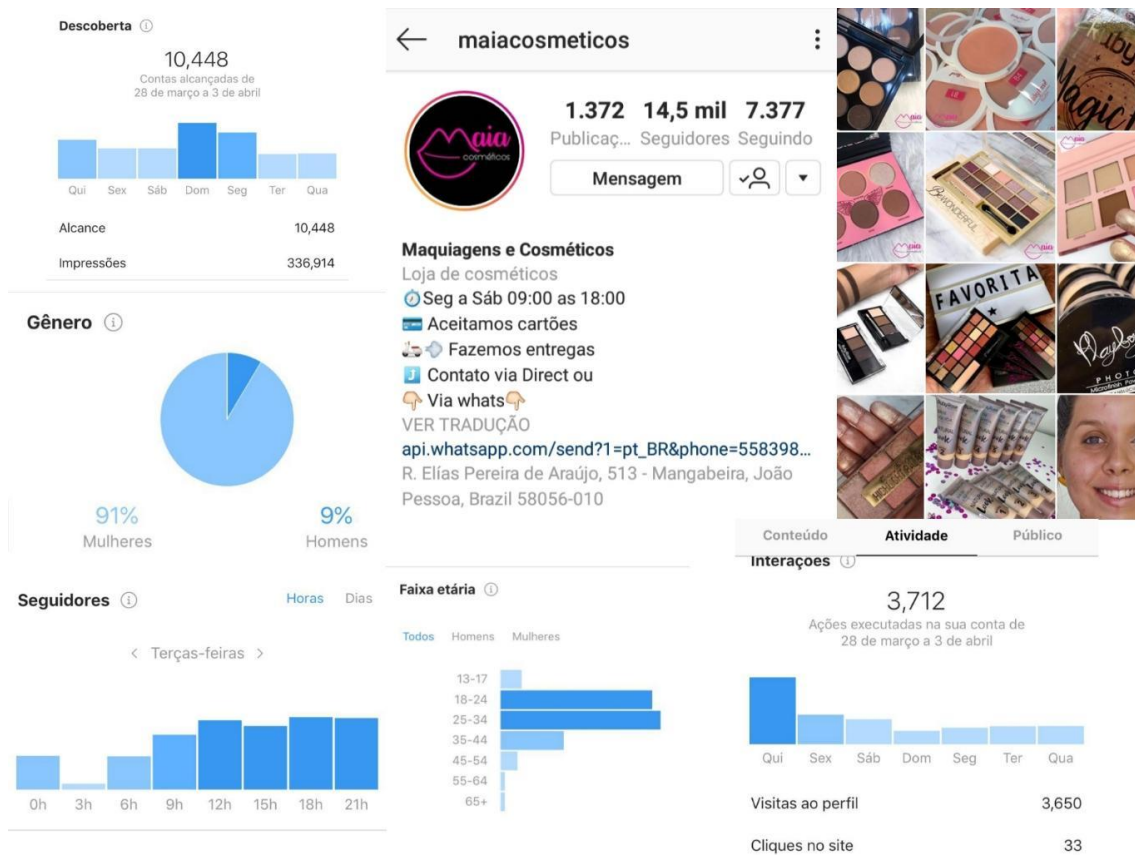 Descoberta
10,448
Contas alcançadas de
28 de março a 3 de abril
Qui Sex Sáb Dom Seg Ter Qua
Alcance 10,448
Impressões 336,914
Gênero
91% 9%
Mulheres Homens
Seguidores Horas Dias
< Terças-feiras >
0h 3h 6h 9h 12h 15h 18h 21h
maiacosmeticos
Maia
cosméticos
1.372 14,5 mil 7.377
Publicaç... Seguidores Seguindo
Mensagem
Maquiagens e Cosméticos
Loja de cosméticos
Seg a Sáb 09:00 as 18:00
Aceitamos cartões
Fazemos entregas
Contato via Direct ou
Via whats
VER TRADUÇÃO
api.whatsapp.com/send?1=pt_BR&phone=558398...
R. Elías Pereira de Araújo, 513 - Mangabeira, João
Pessoa, Brazil 58056-010
Faixa etária
Todos Homens Mulheres
13-17
18-24
25-34
35-44
45-54
55-64
65+
Magic
BEWONDERFUL
Maia
FAVORITA
Playboy
PHOTO
Conteúdo Atividade Público
Interações
3,712
Ações executadas na sua conta de
28 de março a 3 de abril
Qui Sex Sáb Dom Seg Ter Qua
Visitas ao perfil 3,650
Cliques no site 33